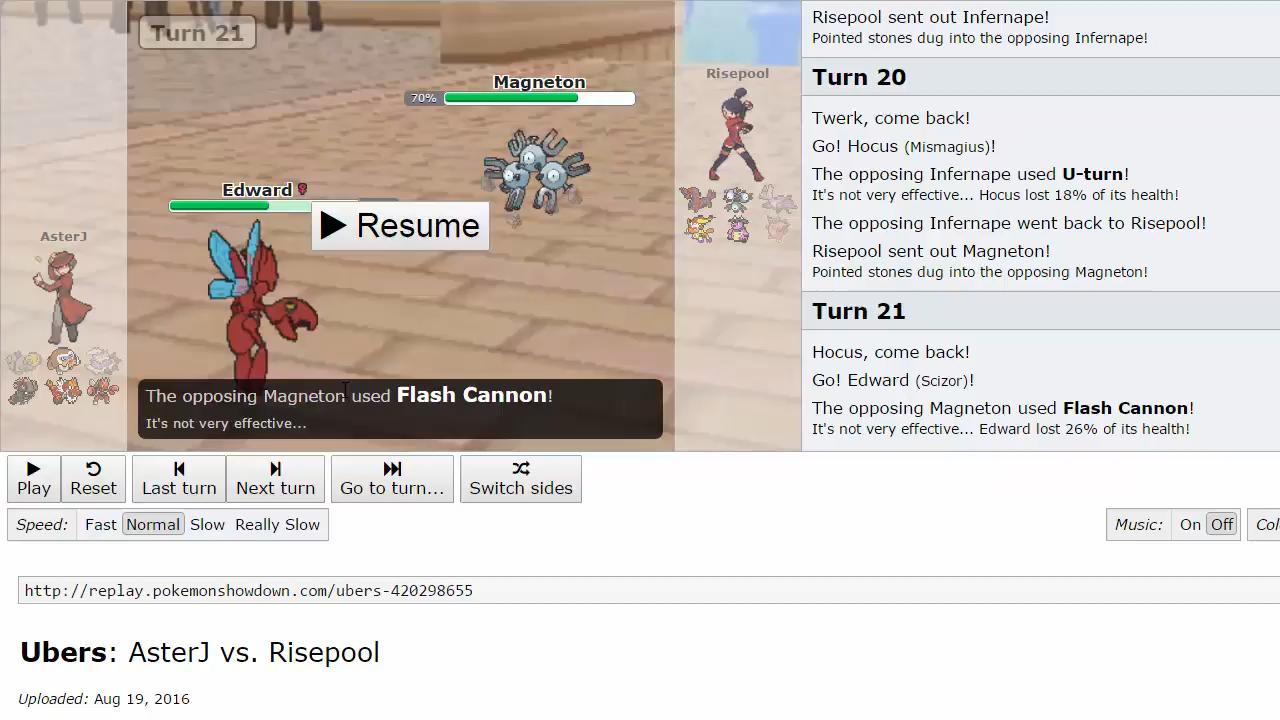 Turn 21
Risepool
Magneton
70%
Edward
Resume
AsterJ
The opposing Magneton used Flash Cannon!
It's not very effective...
Risepool sent out Infernape!
Pointed stones dug into the opposing Infernape!
Turn 20
Twerk, come back!
Go! Hocus (Mismagius)!
The opposing Infernape used U-turn!
It's not very effective... Hocus lost 18% of its health!
The opposing Infernape went back to Risepool!
Risepool sent out Magneton!
Pointed stones dug into the opposing Magneton!
Turn 21
Hocus, come back!
Go! Edward (Scizor)!
The opposing Magneton used Flash Cannon!
It's not very effective... Edward lost 26% of its health!
Play Reset Last turn Next turn Go to turn... Switch sides
Speed: Fast Normal Slow Really Slow Music: On Off Col
http://replay.pokemonshowdown.com/ubers-420298655
Ubers: AsterJ vs. Risepool
Uploaded: Aug 19, 2016